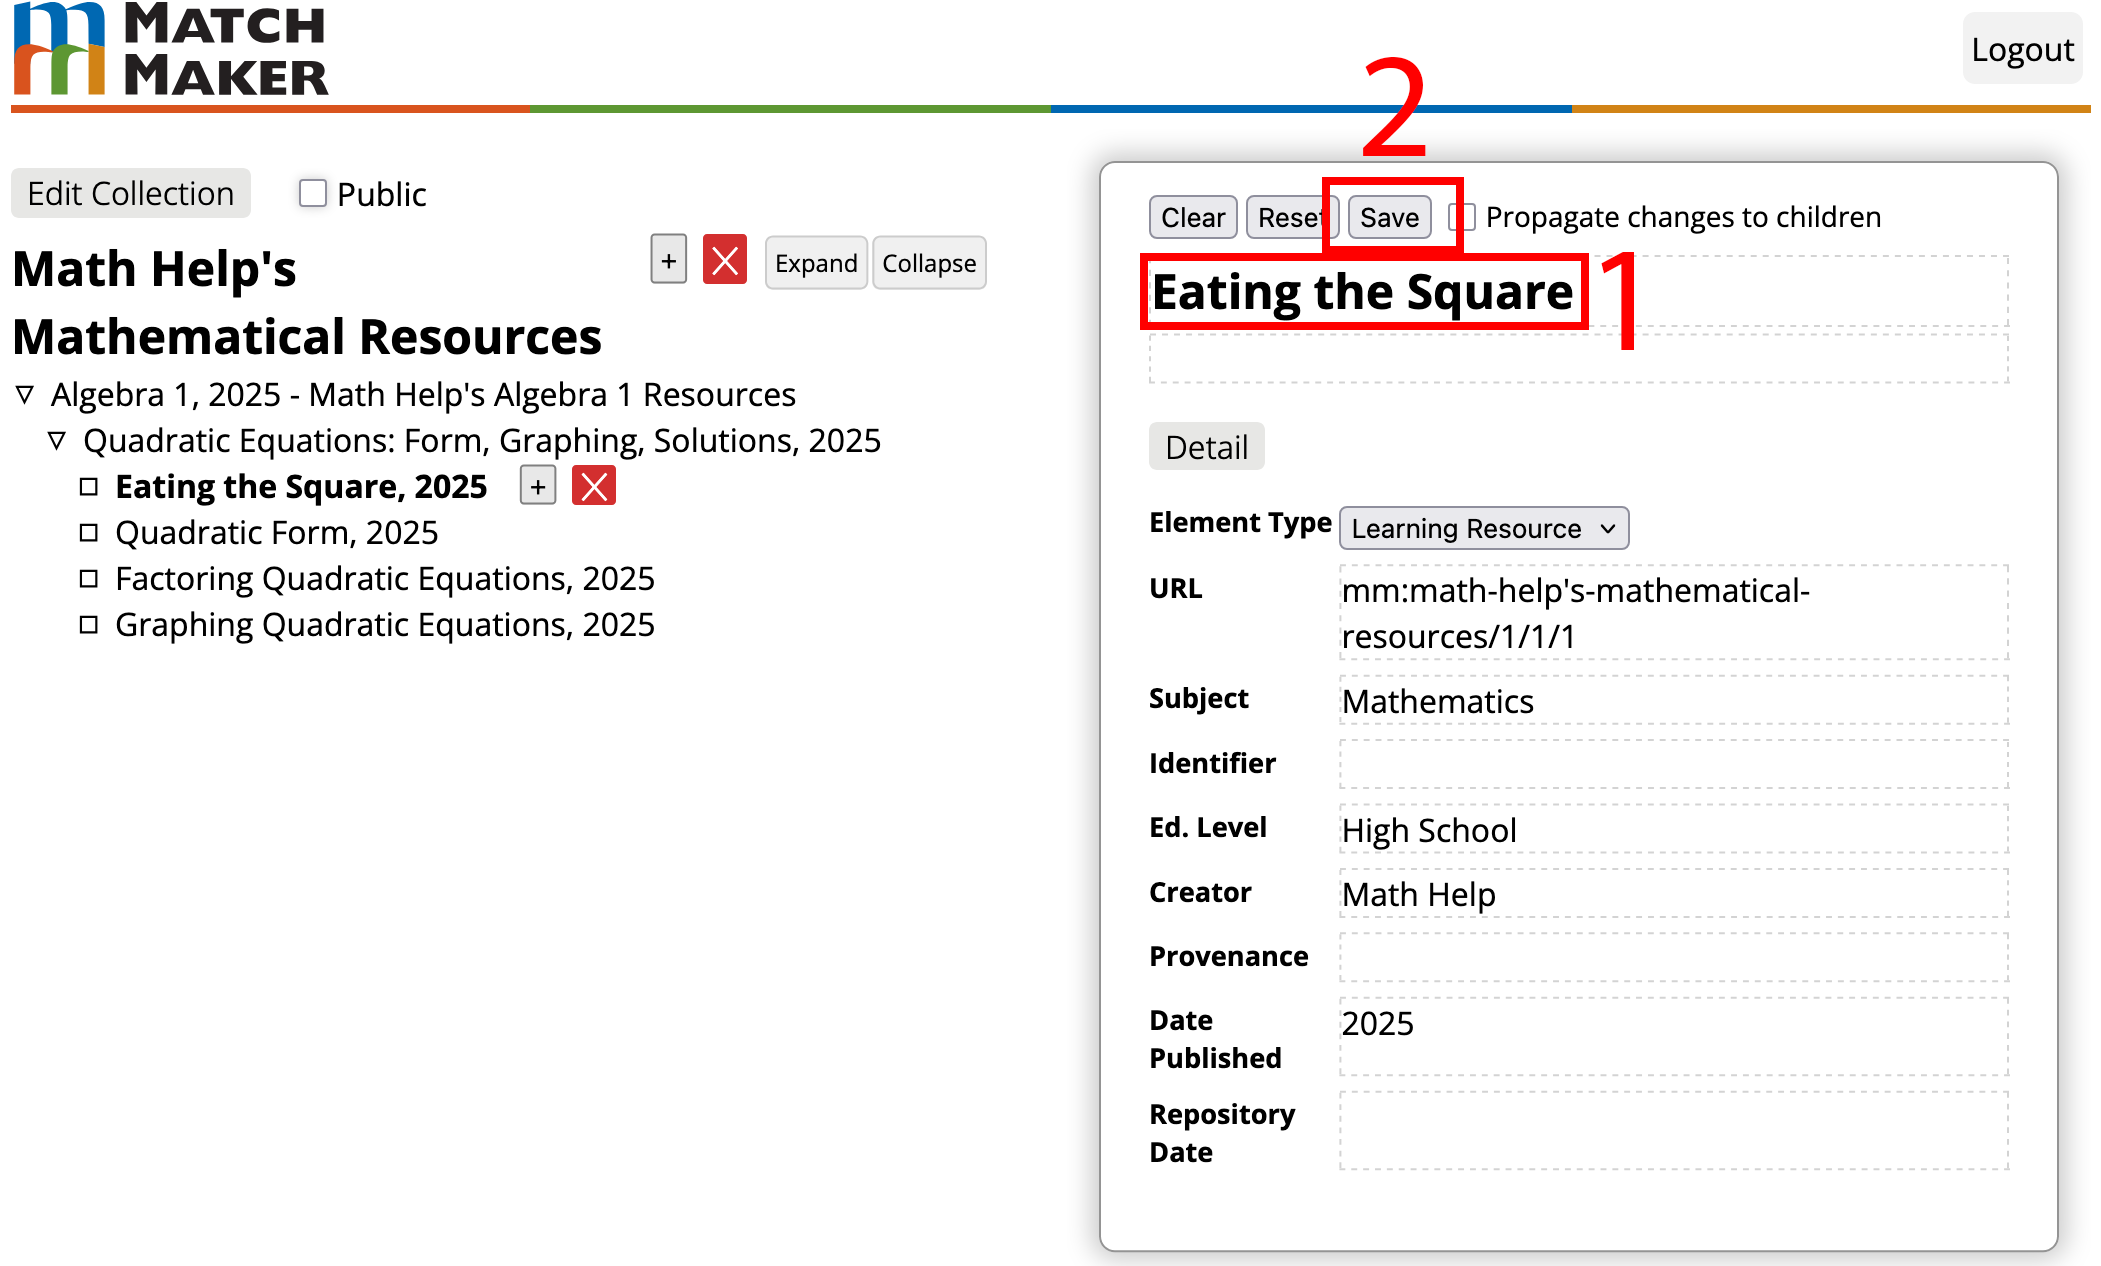 MATCH
MAKER
Logout
2
Edit Collection
Public
Clear
Reset
Save
Propagate changes to children
Math Help's
Mathematical Resources
+
Expand
Collapse
Eating the Square
1
Algebra 1, 2025 - Math Help's Algebra 1 Resources
Quadratic Equations: Form, Graphing, Solutions, 2025
Eating the Square, 2025
+
Quadratic Form, 2025
Factoring Quadratic Equations, 2025
Graphing Quadratic Equations, 2025
Detail
Element Type
Learning Resource
URL
mm:math-help's-mathematical-
resources/1/1/1
Subject
Mathematics
Identifier
Ed. Level
High School
Creator
Math Help
Provenance
Date
Published
2025
Repository
Date